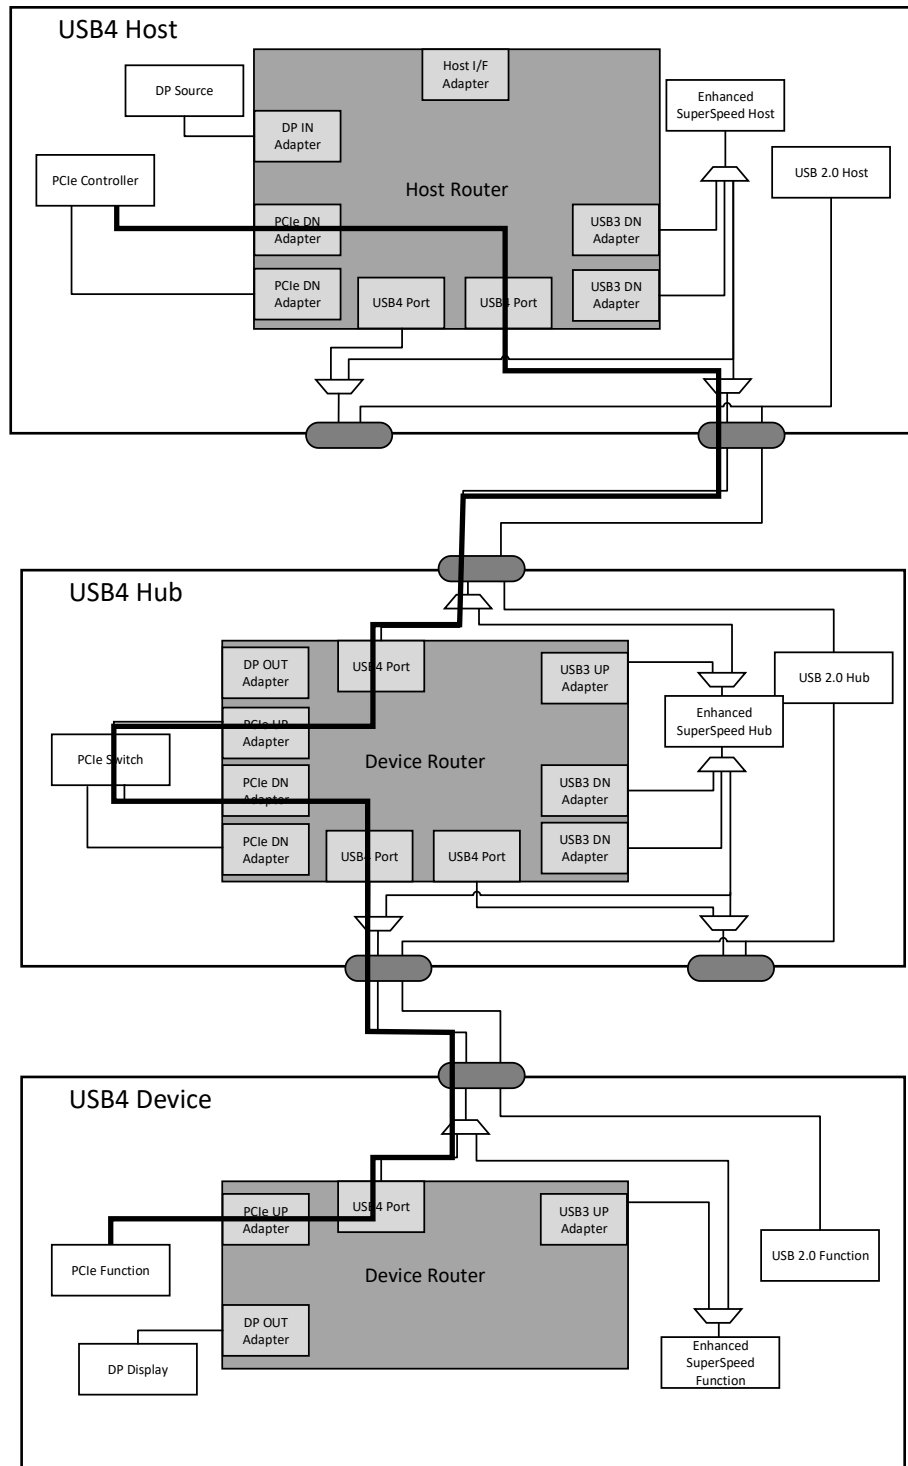 USB4 Host
Host I/F
Adapter
DP Source
Enhanced
SuperSpeed Host
DP IN
Adapter
USB 2.0 Host
PCIe Controller
Host Router
PCIe DN
Adapter
USB3 DN
Adapter
PCIe DN
Adapter
USB4 Port
USB4 Port
USB3 DN
Adapter
USB4 Hub
DP OUT
Adapter
USB4 Port
USB3 UP
Adapter
USB 2.0 Hub
Enhanced
SuperSpeed Hub
PCIe UP
Adapter
PCIe Switch
Device Router
PCIe DN
Adapter
USB3 DN
Adapter
PCIe DN
Adapter
USB4 Port
USB4 Port
USB3 DN
Adapter
USB4 Device
PCIe UP
Adapter
USB4 Port
USB3 UP
Adapter
PCIe Function
Device Router
USB 2.0 Function
DP OUT
Adapter
DP Display
Enhanced
SuperSpeed
Function